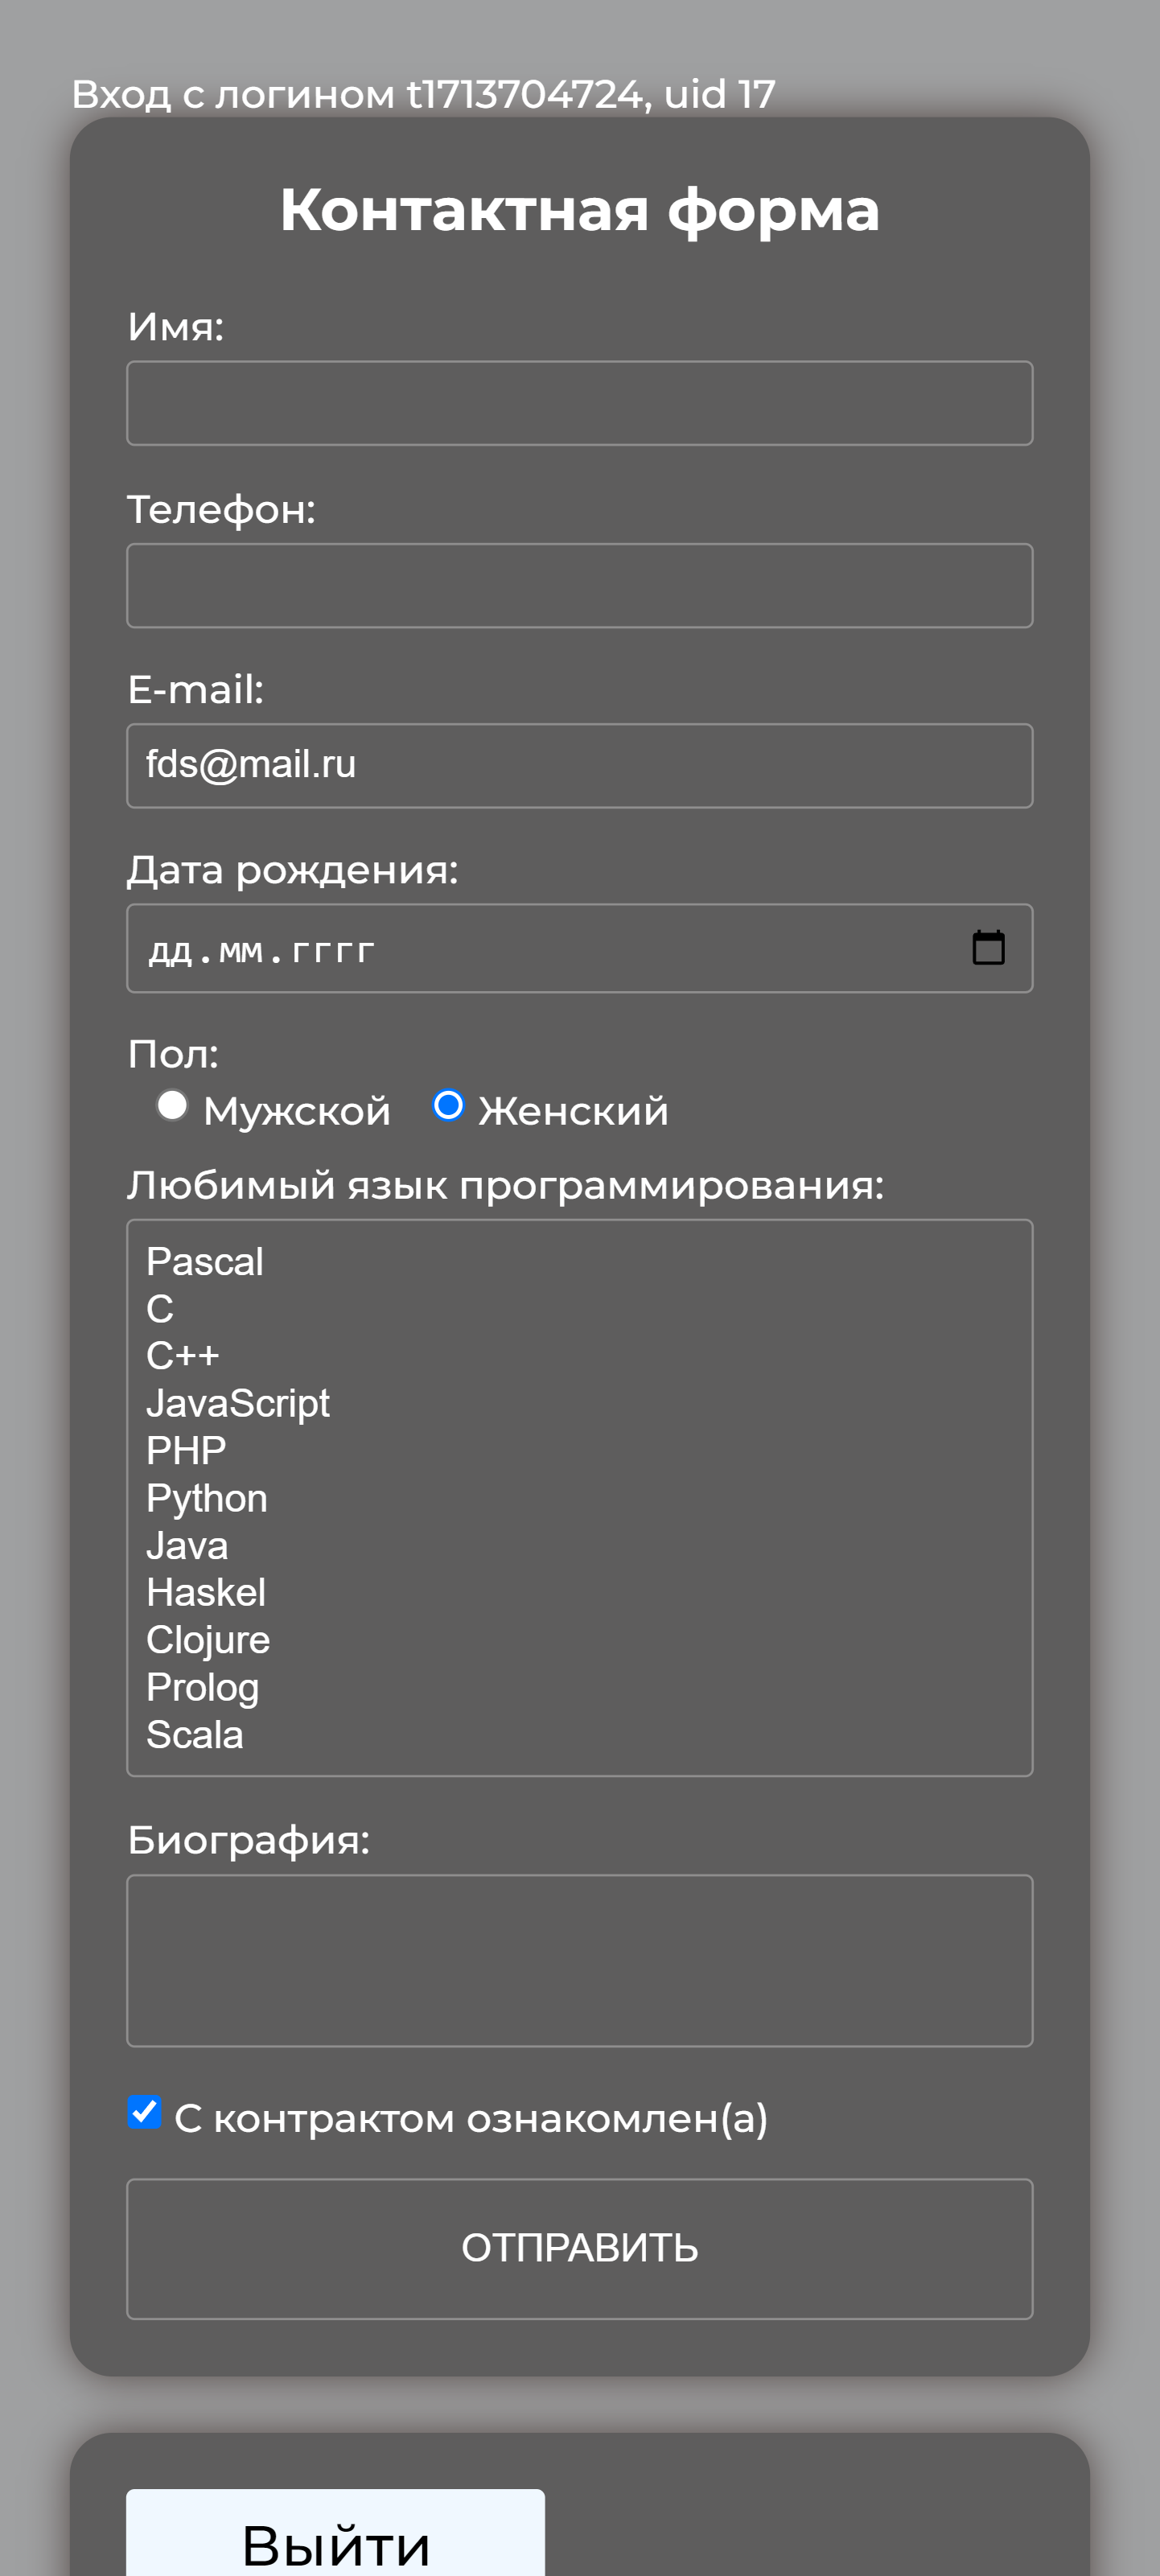 Вход с логином t1713704724, uid 17
Контактная форма
Имя:
Телефон:
E-mail:
fds@mail.ru
Дата рождения:
дд.мм.гггг
Пол:
Мужской Женский
Любимый язык программирования:
Pascal
C
C++
JavaScript
PHP
Python
Java
Haskel
Clojure
Prolog
Scala
Биография:
С контрактом ознакомлен(а)
ОТПРАВИТЬ
Выйти